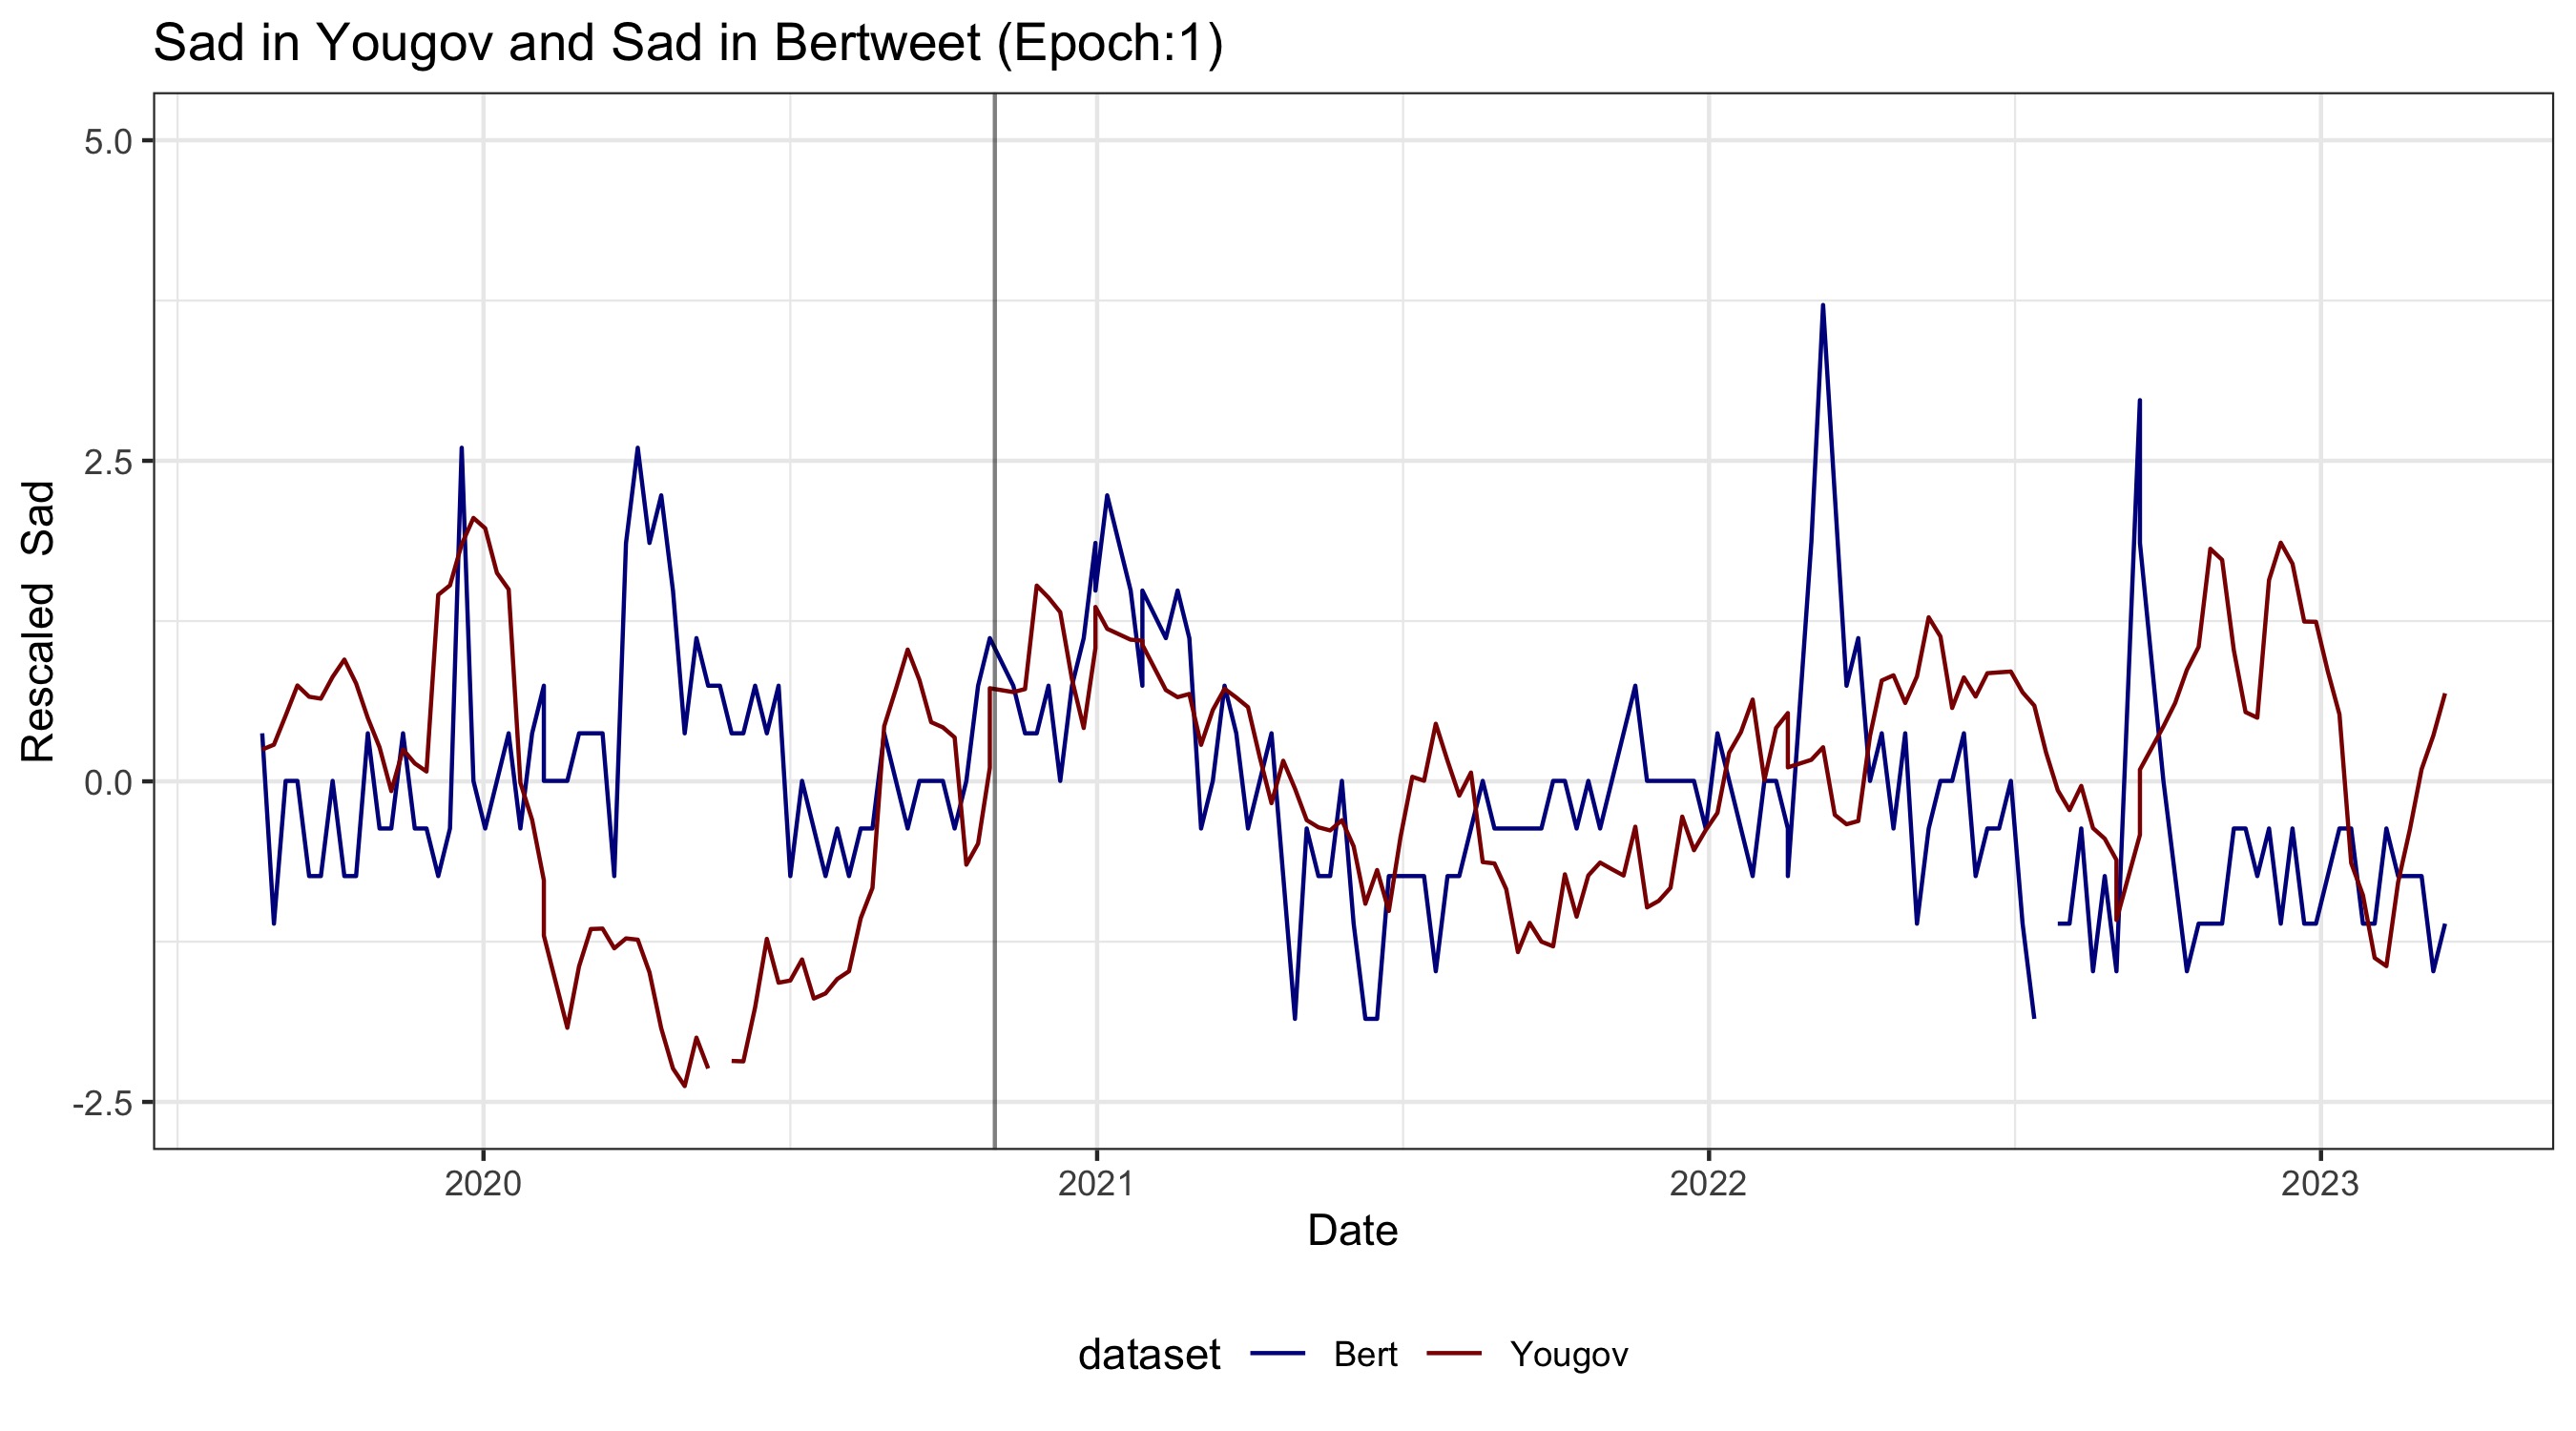 Sad in Yougov and Sad in Bertweet (Epoch:1)
5.0
2.5
0.0
-2.5
Rescaled Sad
2020 2021 2022 2023
Date
dataset Bert Yougov